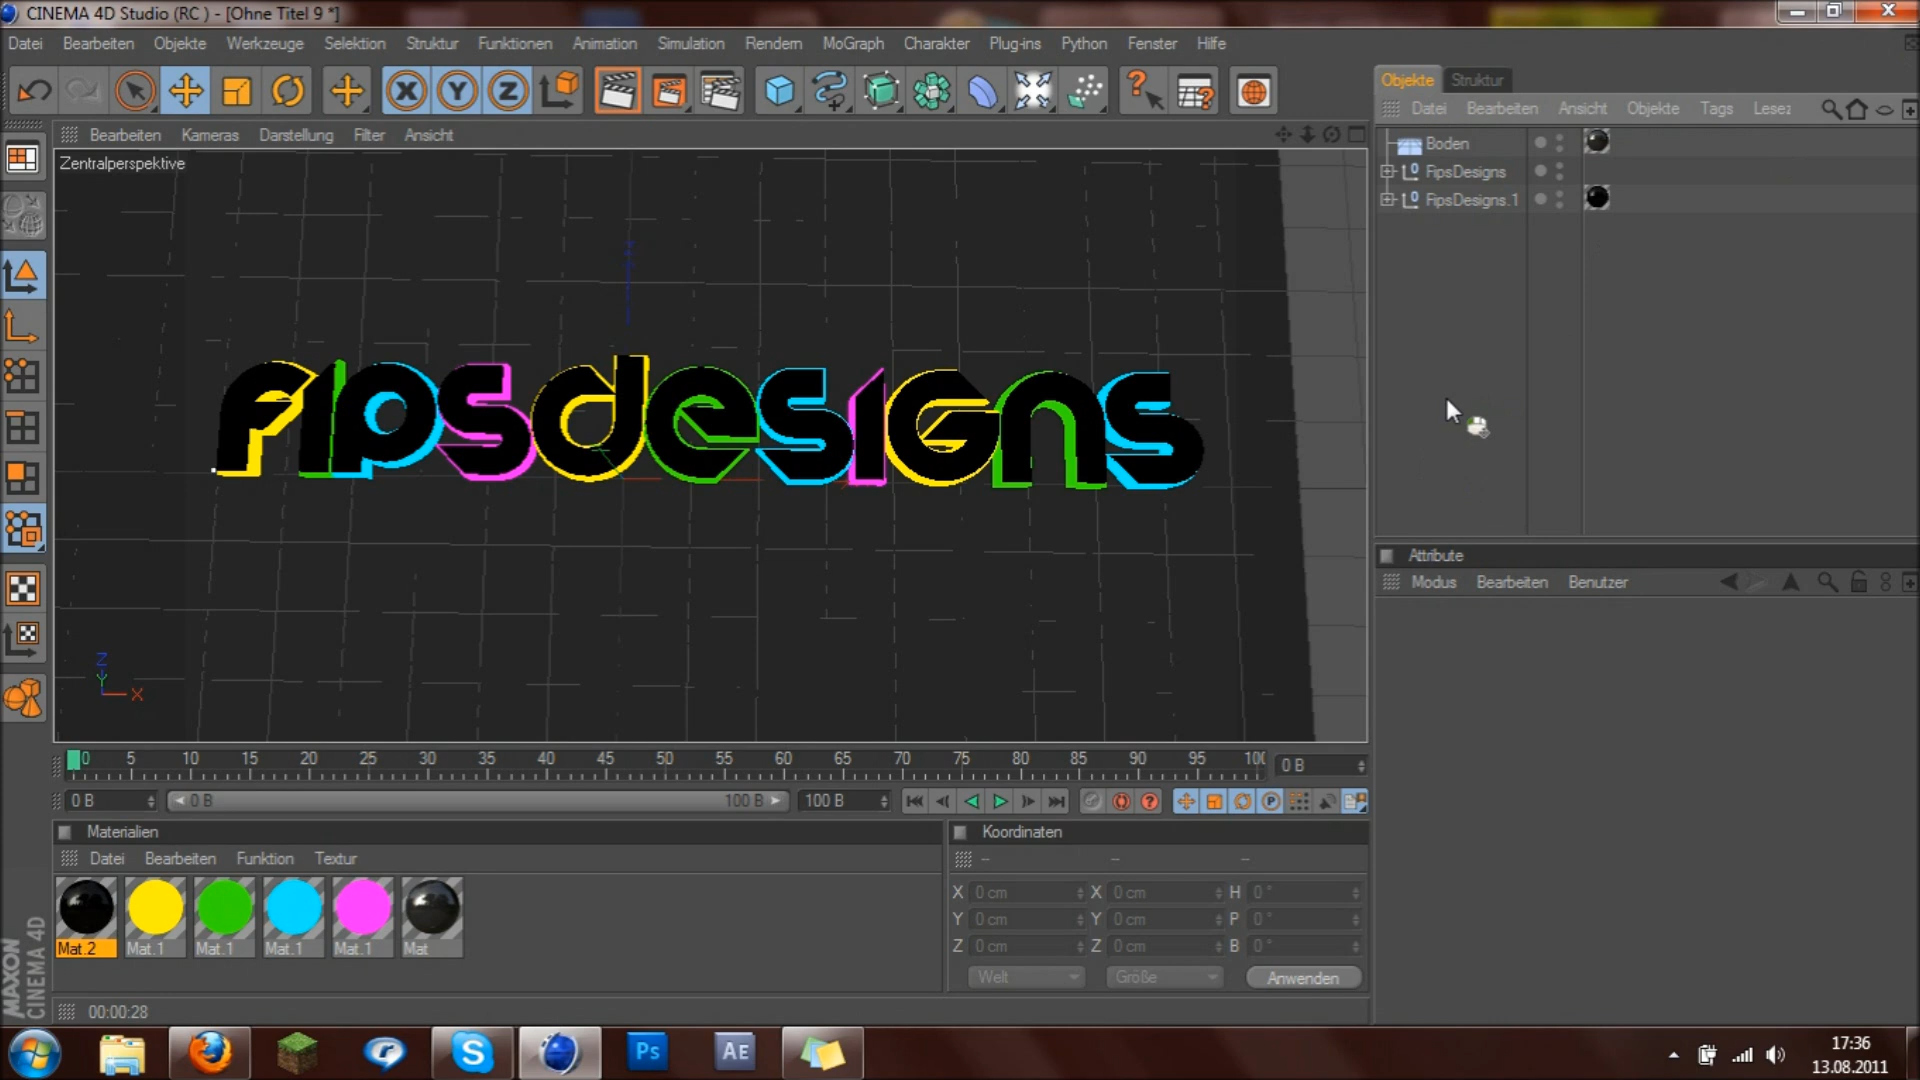 CINEMA 4D Studio (RC ) - [Ohne Titel 9 *]
Datei Bearbeiten Objekte Werkzeuge Selektion Struktur Funktionen Animation Simulation Rendern MoGraph Charakter Plug-ins Python Fenster Hilfe
X Y Z
Objekte Struktur
Datei Bearbeiten Ansicht Objekte Tags Lesez
Bearbeiten Kameras Darstellung Filter Ansicht
Zentralperspektive
Boden
FipsDesigns
FipsDesigns.1
fipsdesigns
Z
Y
X
Attribute
Modus Bearbeiten Benutzer
0 5 10 15 20 25 30 35 40 45 50 55 60 65 70 75 80 85 90 95 100
0 B
0 B 0 B 100 B 100 B
Materialien
Datei Bearbeiten Funktion Textur
Mat.2 Mat.1 Mat.1 Mat.1 Mat.1 Mat
Koordinaten
-- -- --
X 0 cm X 0 cm H 0 °
Y 0 cm Y 0 cm P 0 °
Z 0 cm Z 0 cm B 0 °
Welt Größe Anwenden
MAXON
CINEMA 4D
00:00:28
Ps AE
17:36
13.08.2011